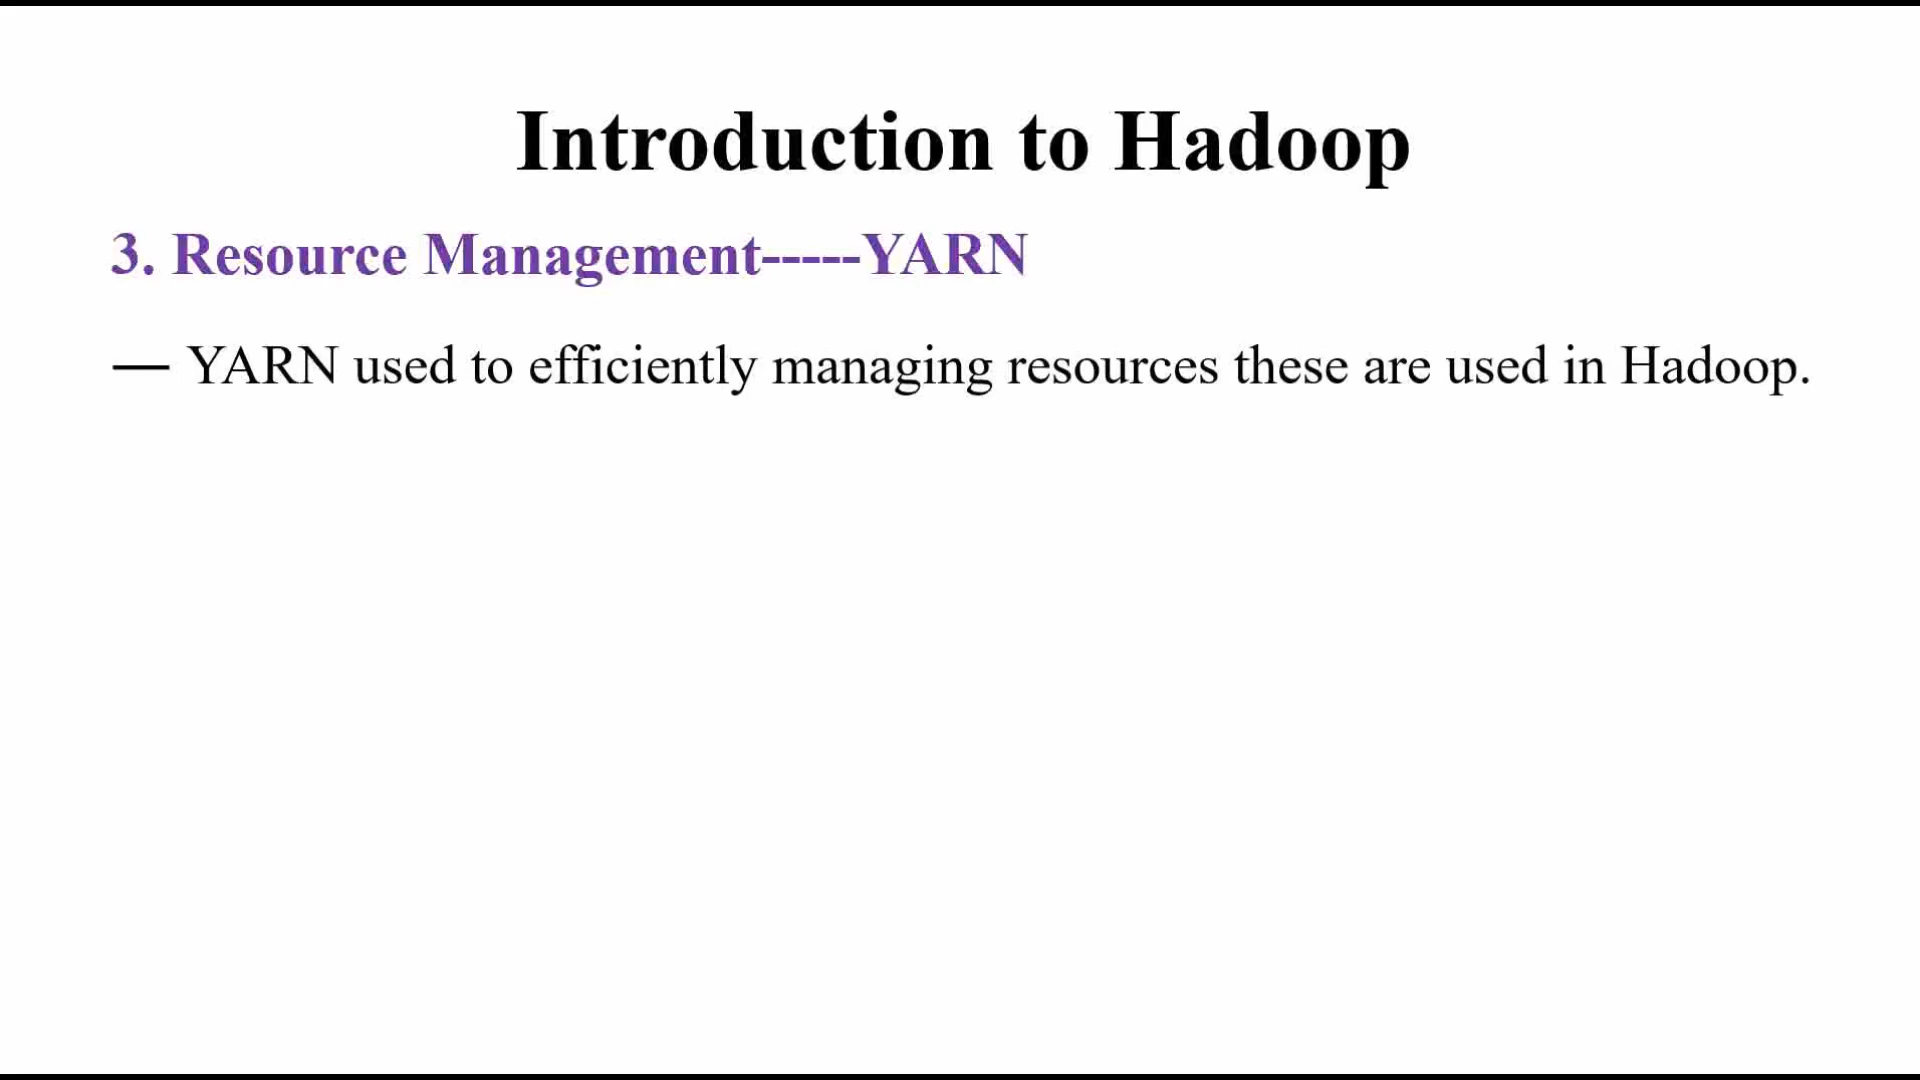 Introduction to Hadoop
3. Resource Management-----YARN
— YARN used to efficiently managing resources these are used in Hadoop.